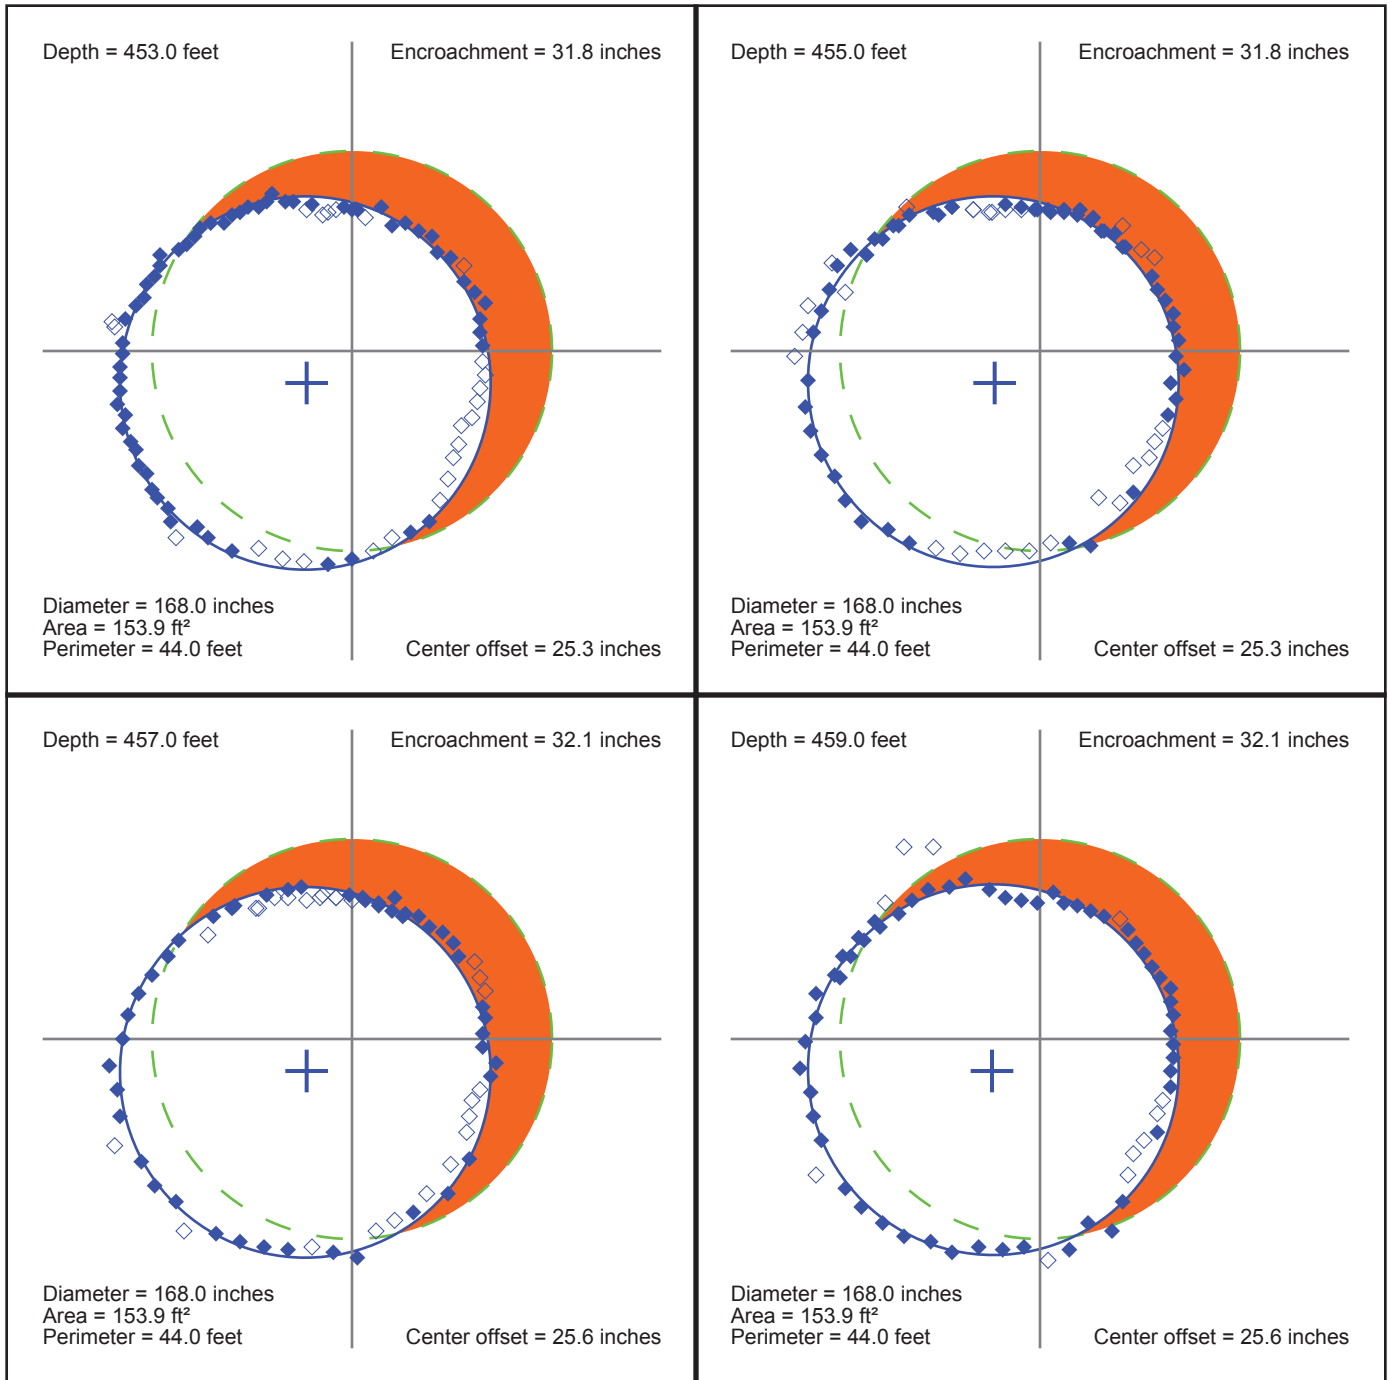 Depth = 453.0 feet
Encroachment = 31.8 inches
Diameter = 168.0 inches
Area = 153.9 ft²
Perimeter = 44.0 feet
Center offset = 25.3 inches
Depth = 455.0 feet
Encroachment = 31.8 inches
Diameter = 168.0 inches
Area = 153.9 ft²
Perimeter = 44.0 feet
Center offset = 25.3 inches
Depth = 457.0 feet
Encroachment = 32.1 inches
Diameter = 168.0 inches
Area = 153.9 ft²
Perimeter = 44.0 feet
Center offset = 25.6 inches
Depth = 459.0 feet
Encroachment = 32.1 inches
Diameter = 168.0 inches
Area = 153.9 ft²
Perimeter = 44.0 feet
Center offset = 25.6 inches